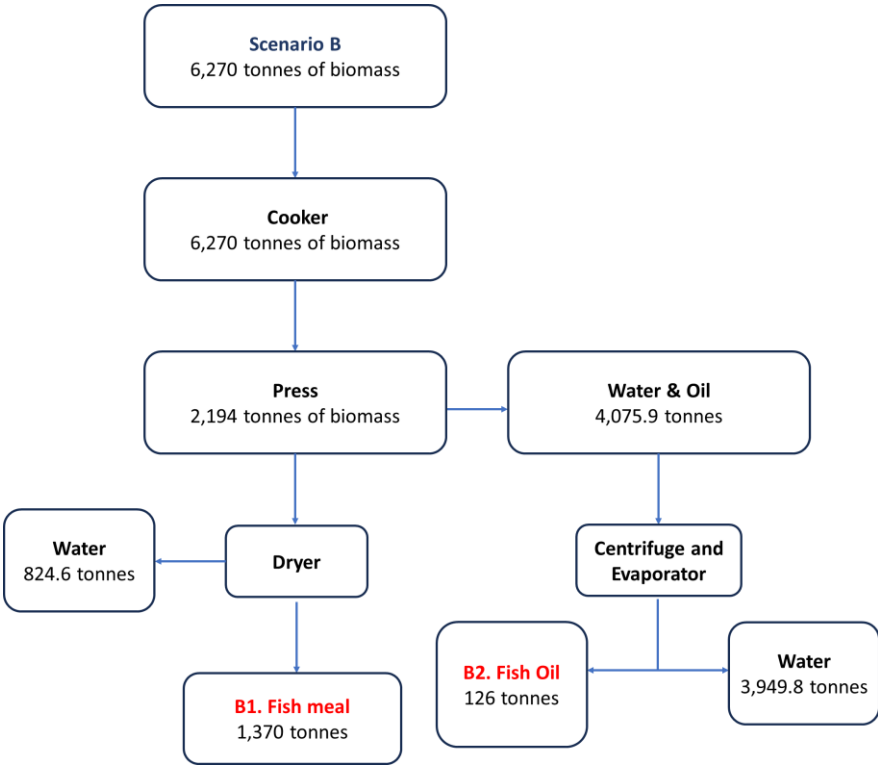 Scenario B
6,270 tonnes of biomass
Cooker
6,270 tonnes of biomass
Press
2,194 tonnes of biomass
Water & Oil
4,075.9 tonnes
Water
824.6 tonnes
Dryer
Centrifuge and
Evaporator
B1. Fish meal
1,370 tonnes
B2. Fish Oil
126 tonnes
Water
3,949.8 tonnes